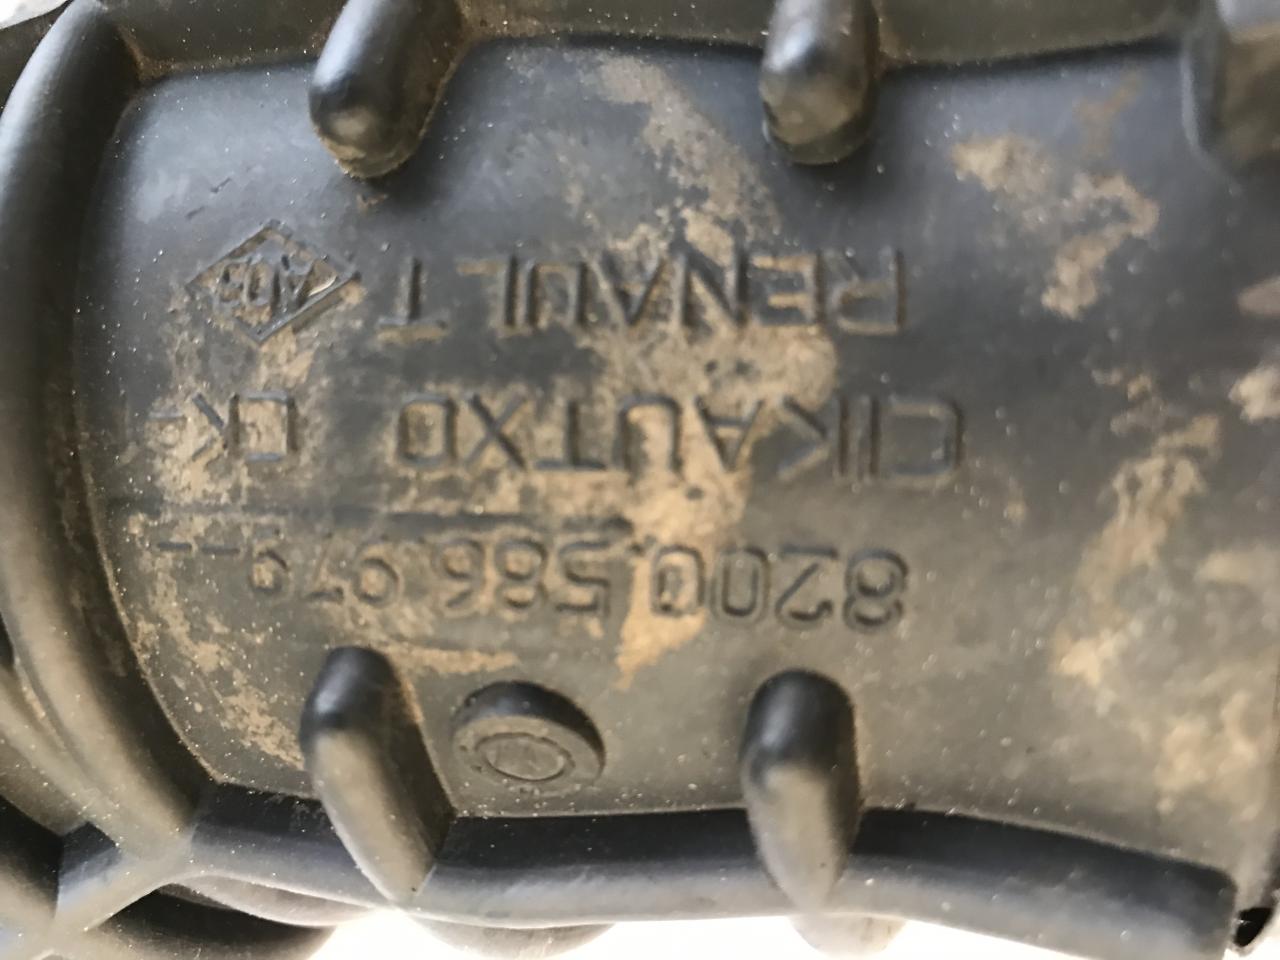 8200 586 979--
CIKAUTXO CK
RENAULT